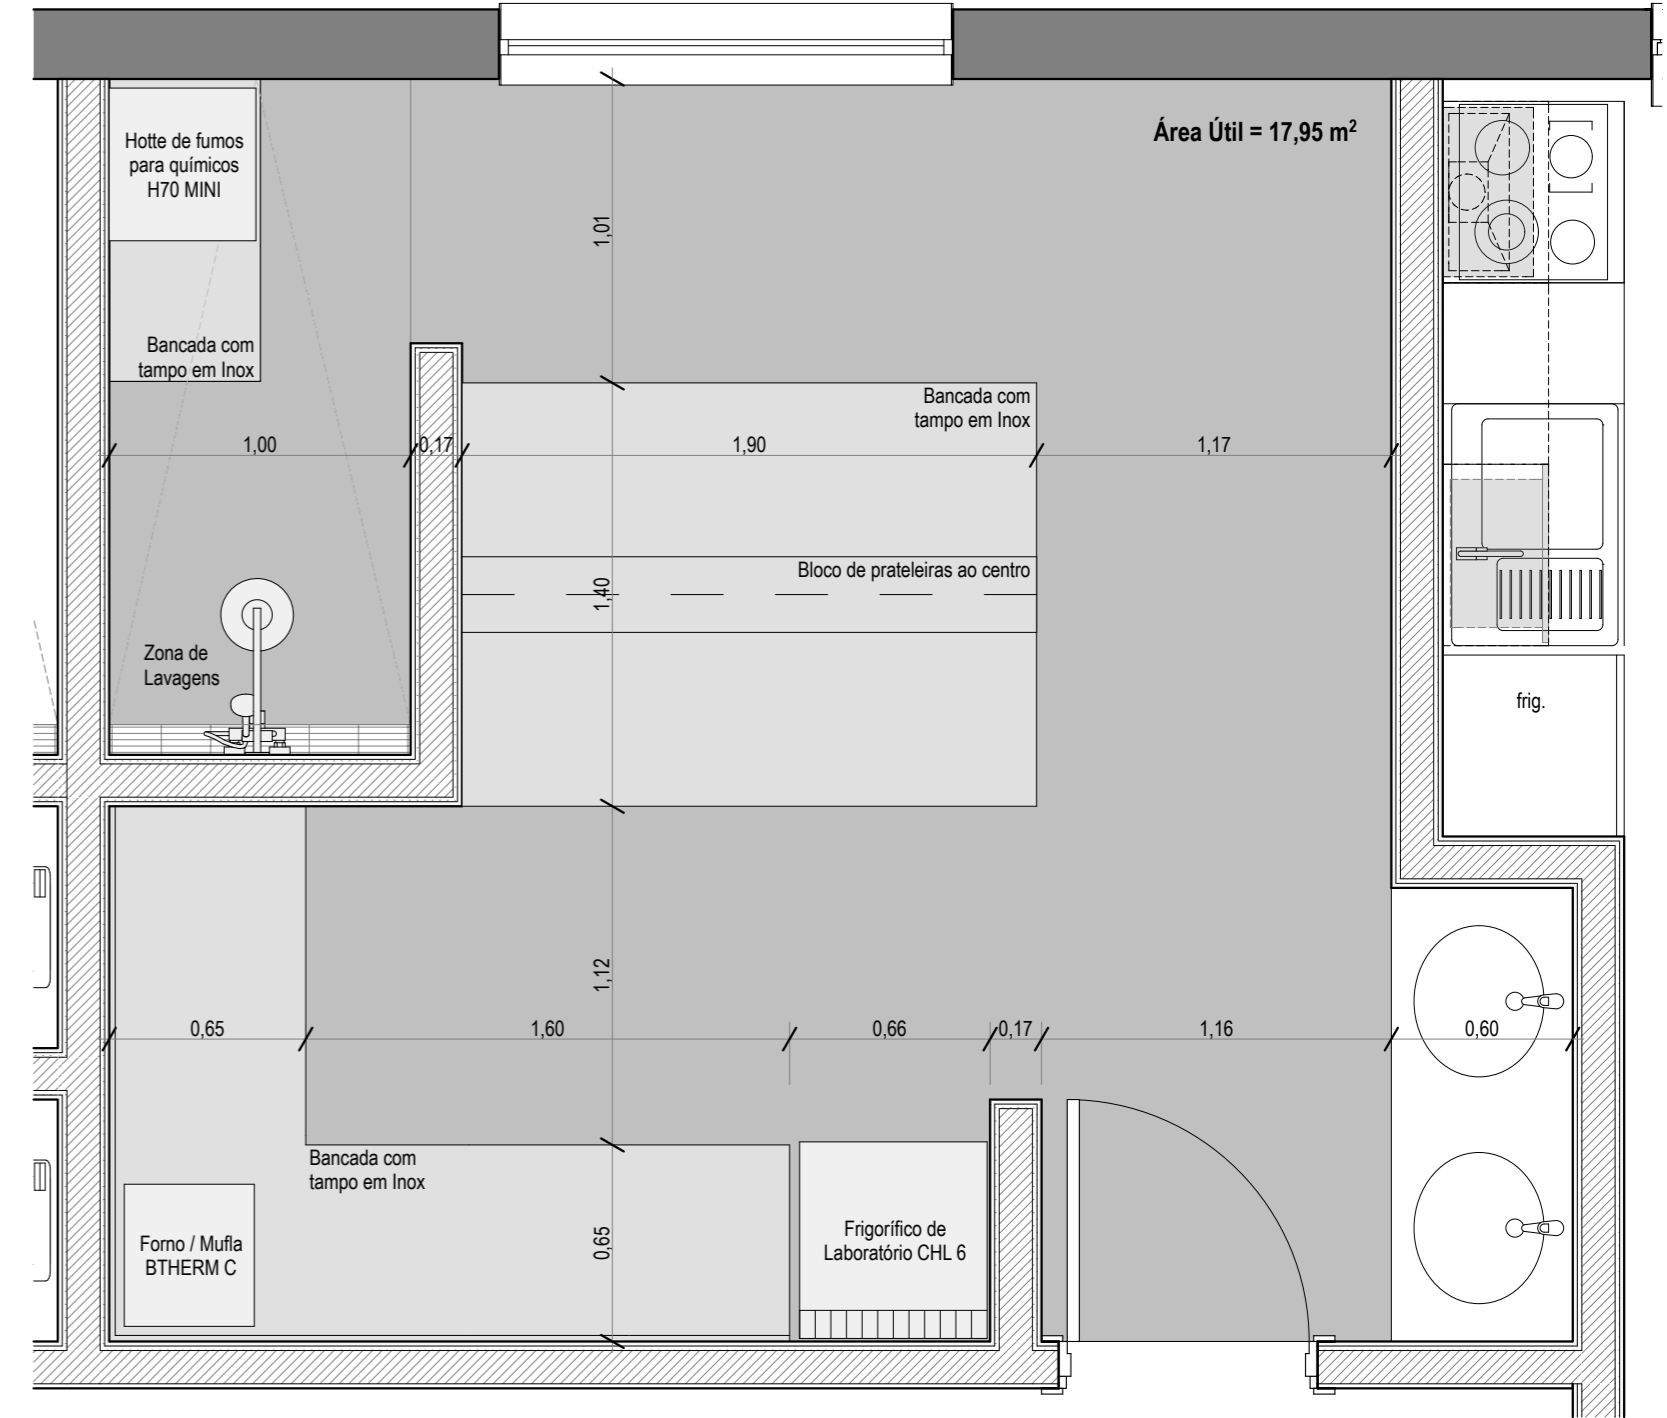 Área Útil = 17,95 m²
Hotte de fumos
para químicos
H70 MINI
1,01
Bancada com
tampo em Inox
Bancada com
tampo em Inox
1,00
0,17
1,90
1,17
Bloco de prateleiras ao centro
1,40
Zona de
Lavagens
frig.
1,12
0,65
1,60
0,66
0,17
1,16
0,60
Bancada com
tampo em Inox
Forno / Mufla
BTHERM C
0,65
Frigorífico de
Laboratório CHL 6